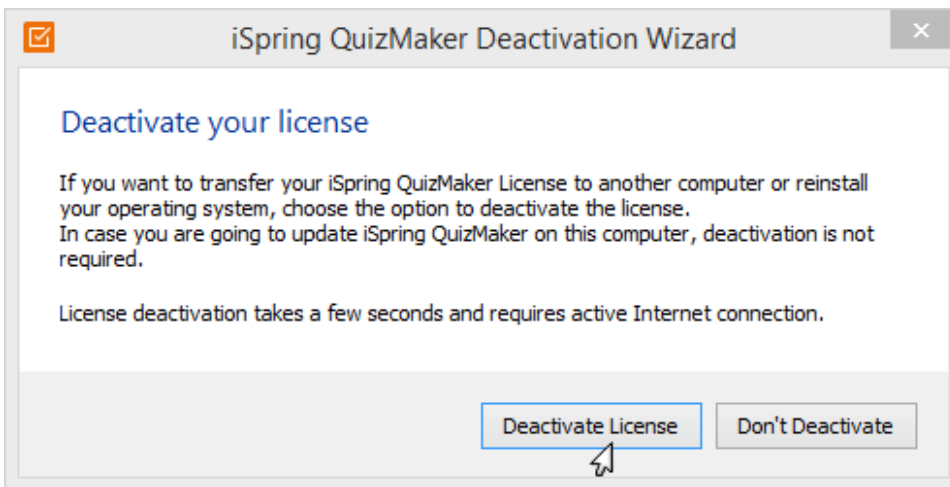 iSpring QuizMaker Deactivation Wizard
Deactivate your license
If you want to transfer your iSpring QuizMaker License to another computer or reinstall
your operating system, choose the option to deactivate the license.
In case you are going to update iSpring QuizMaker on this computer, deactivation is not
required.
License deactivation takes a few seconds and requires active Internet connection.
Deactivate License
Don't Deactivate